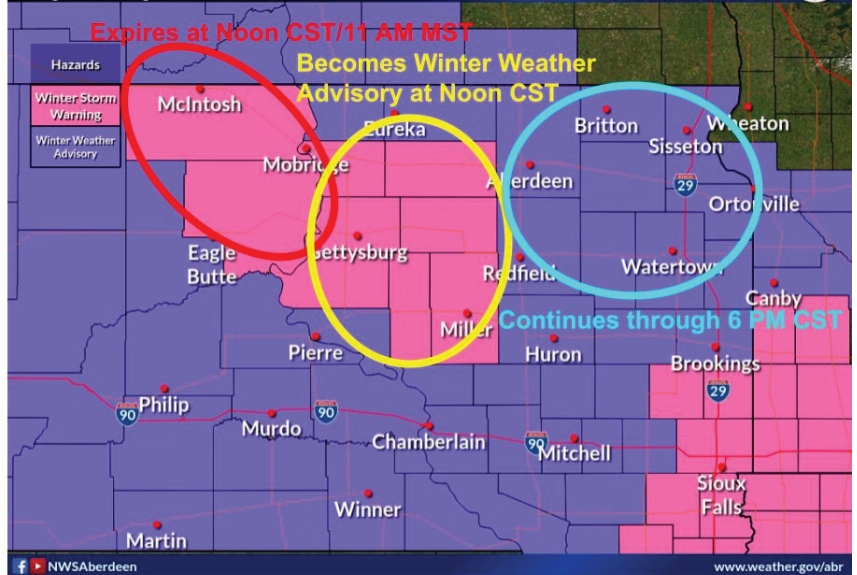 Expires at Noon CST/11 AM MST
Hazards
Winter Storm
Warning
Winter Weather
Advisory
Becomes Winter Weather
Advisory at Noon CST
McIntosh
Eureka
Britton
Wheaton
Sisseton
Mobridge
Aberdeen
29
Ortonville
Eagle
Butte
Gettysburg
Redfield
Watertown
Canby
Miller
Continues through 6 PM CST
Pierre
Huron
Brookings
29
Philip
90
90
Murdo
Chamberlain
90
Mitchell
Sioux
Falls
Winner
Martin
NWSAberdeen
www.weather.gov/abr